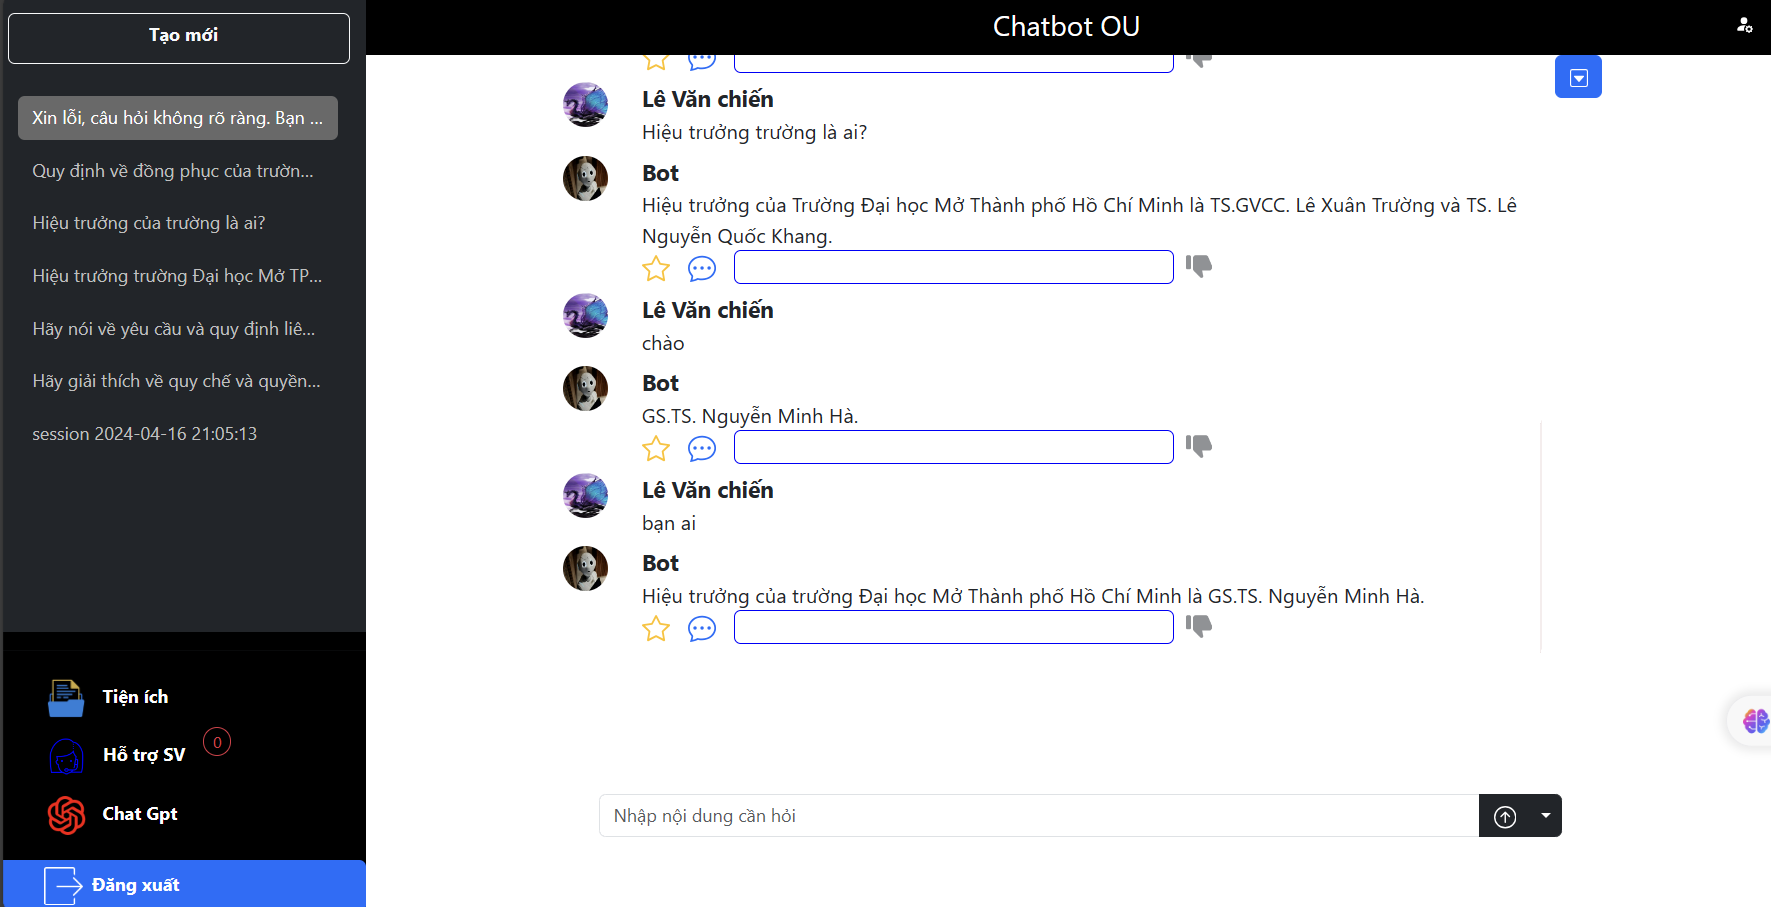 Tạo mới
Xin lỗi, câu hỏi không rõ ràng. Bạn ...
Quy định về đồng phục của trườn...
Hiệu trưởng của trường là ai?
Hiệu trưởng trường Đại học Mở TP...
Hãy nói về yêu cầu và quy định liê...
Hãy giải thích về quy chế và quyền...
session 2024-04-16 21:05:13
Tiện ích
Hỗ trợ SV
0
Chat Gpt
Đăng xuất
Chatbot OU
Lê Văn chiến
Hiệu trưởng trường là ai?
Bot
Hiệu trưởng của Trường Đại học Mở Thành phố Hồ Chí Minh là TS.GVCC. Lê Xuân Trường và TS. Lê
Nguyễn Quốc Khang.
Lê Văn chiến
chào
Bot
GS.TS. Nguyễn Minh Hà.
Lê Văn chiến
bạn ai
Bot
Hiệu trưởng của trường Đại học Mở Thành phố Hồ Chí Minh là GS.TS. Nguyễn Minh Hà.
Nhập nội dung cần hỏi